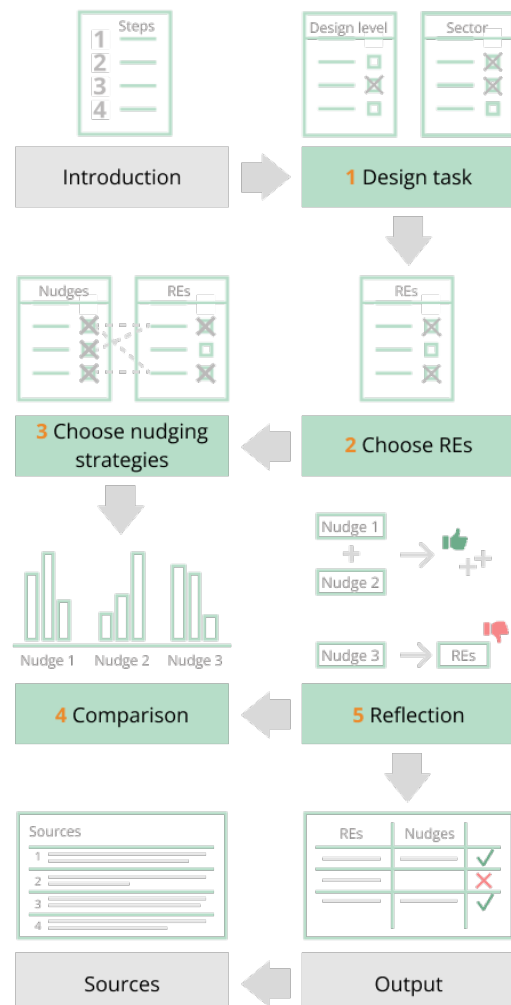 Steps
1
2
3
4
Introduction
Design level
Sector
1 Design task
Nudges
REs
3 Choose nudging
strategies
REs
2 Choose REs
Nudge 1
Nudge 2
Nudge 3
4 Comparison
Nudge 1
+
Nudge 2
++
Nudge 3
REs
5 Reflection
Sources
1
2
3
4
Sources
REs
Nudges
Output